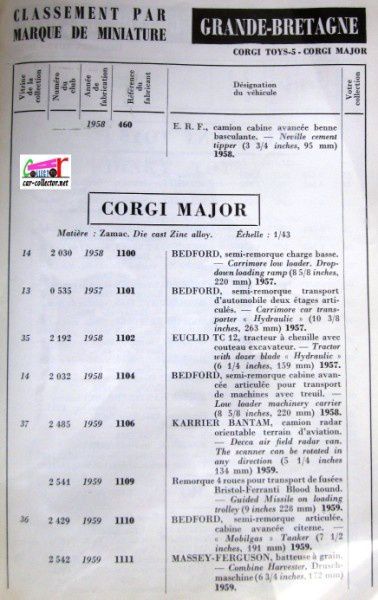 CLASSEMENT PAR
MARQUE DE MINIATURE
GRANDE-BRETAGNE
CORGI TOYS-5 - CORGI MAJOR
Vitrine de la collection
Numéro du club
Année de fabrication
Référence du fabricant
Désignation du véhicule
Votre collection
1958 460 E. R. F., camion cabine avancée benne
basculante. — Neville cement
tipper (3 3/4 inches, 95 mm)
1958.
car-collector.net
CORGI MAJOR
Matière : Zamac. Die cast Zinc alloy. Échelle : 1/43
14 2 030 1958 1100 BEDFORD, semi-remorque charge basse.
— Carrimore low loader. Drop-
down loading ramp (8 5/8 inches,
220 mm) 1957.
13 0 535 1957 1101 BEDFORD, semi-remorque transport
d'automobile deux étages arti-
culés. — Carrimore car trans-
porter « Hydraulic » (10 3/8
inches, 263 mm) 1957.
35 2 192 1958 1102 EUCLID TC 12, tracteur à chenille avec
couteau excavateur. — Tractor
with dozer blode « Hydraulic »
(6 1/4 inches, 159 mm) 1957.
14 2 032 1958 1104 BEDFORD, semi-remorque cabine avan-
cée articulée pour transport
de machines avec treuil. —
Low loader machinery carrier
(8 5/8 inches, 220 mm) 1958.
37 2 485 1959 1106 KARRIER BANTAM, camion radar
orientable terrain d'aviation.
— Decca air field radar van.
The scanner can be rotated in
any direction (5 1/4 inches
134 mm) 1959.
2 541 1959 1109 Remorque 4 roues pour transport de fusées
Bristol-Ferranti Blood hound.
— Guided Missile on loading
trolley (9 inches 228 mm) 1959.
36 2 429 1959 1110 BEDFORD, semi-remorque articulée,
cabine avancée citerne. —
« Mobilgas » Tanker (7 1/2
inches, 191 mm) 1959.
2 542 1959 1111 MASSEY-FERGUSON, batteuse à grain.
— Combine Harvester. Drusch-
maschine (6 3/4 inches, 172 mm)
1959.